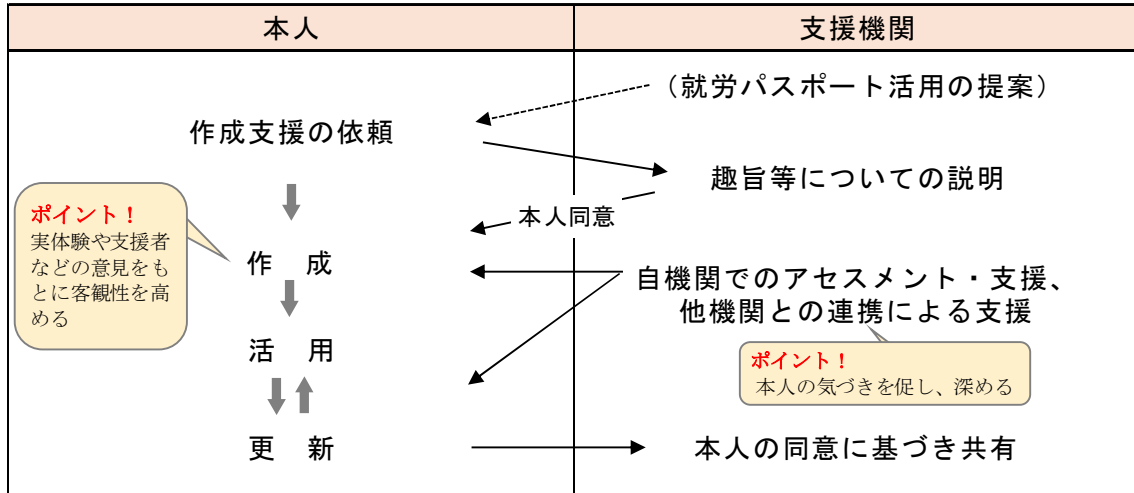 本人
支援機関
（就労パスポート活用の提案）
作成支援の依頼
趣旨等についての説明
本人同意
ポイント！
実体験や支援者
などの意見をも
とに客観性を高
める
作　成
自機関でのアセスメント・支援、
他機関との連携による支援
活　用
ポイント！
本人の気づきを促し、深める
更　新
本人の同意に基づき共有